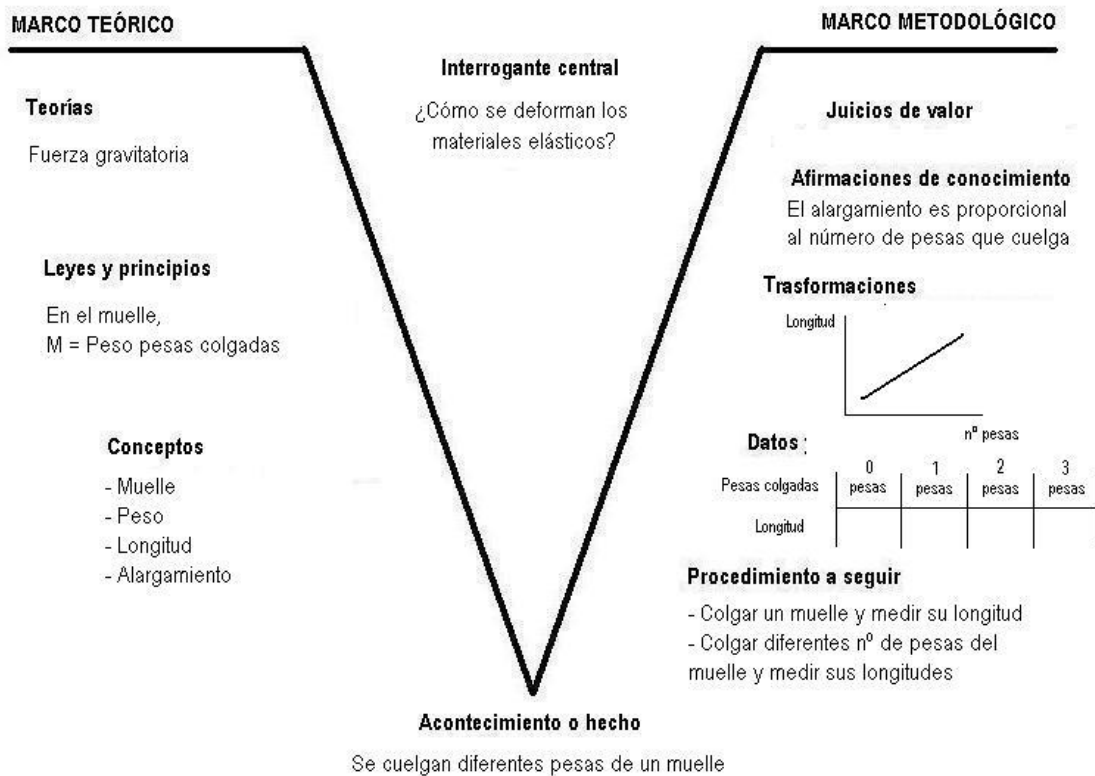 MARCO TEÓRICO
Teorías
Fuerza gravitatoria
Leyes y principios
En el muelle,
M = Peso pesas colgadas
Conceptos
- Muelle
- Peso
- Longitud
- Alargamiento
Interrogante central
¿Cómo se deforman los
materiales elásticos?
Acontecimiento o hecho
Se cuelgan diferentes pesas de un muelle
MARCO METODOLÓGICO
Juicios de valor
Afirmaciones de conocimiento
El alargamiento es proporcional
al número de pesas que cuelga
Trasformaciones
Longitud
nº pesas
Datos :
Pesas colgadas
0 pesas
1 pesas
2 pesas
3 pesas
Longitud
Procedimiento a seguir
- Colgar un muelle y medir su longitud
- Colgar diferentes nº de pesas del
muelle y medir sus longitudes